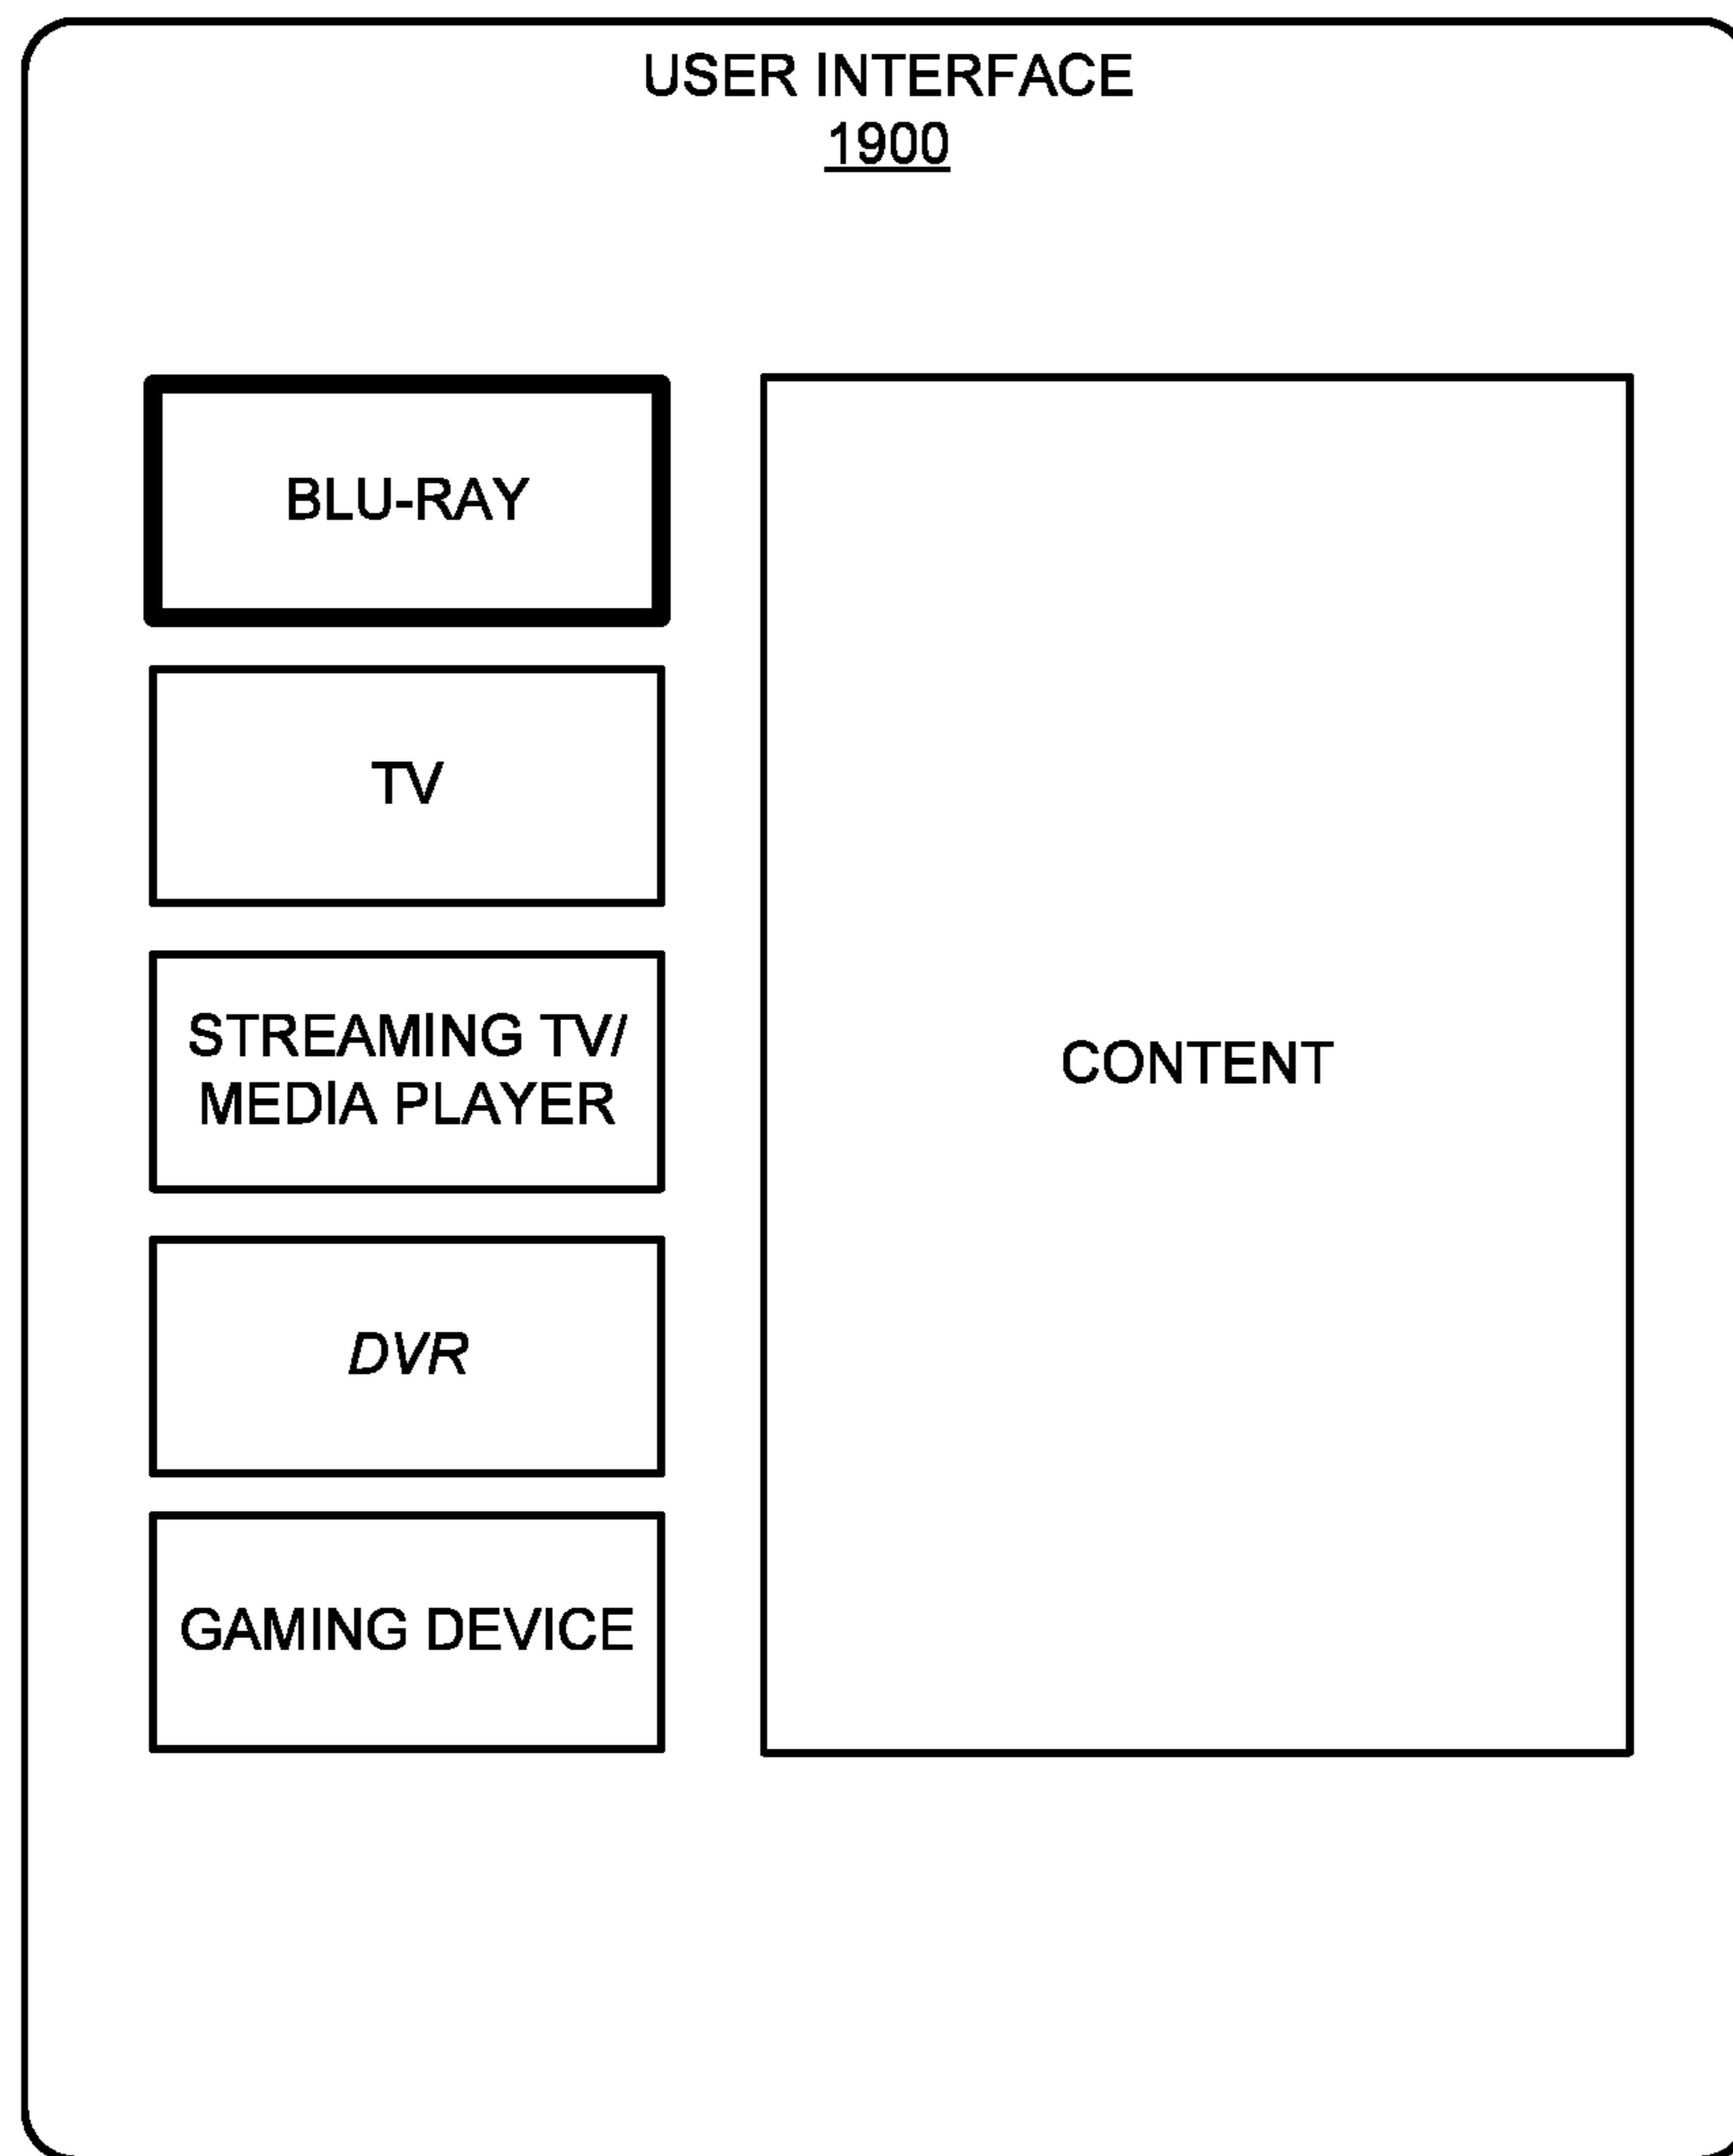 USER INTERFACE
1900
BLU-RAY
TV
STREAMING TV/
MEDIA PLAYER
DVR
GAMING DEVICE
CONTENT